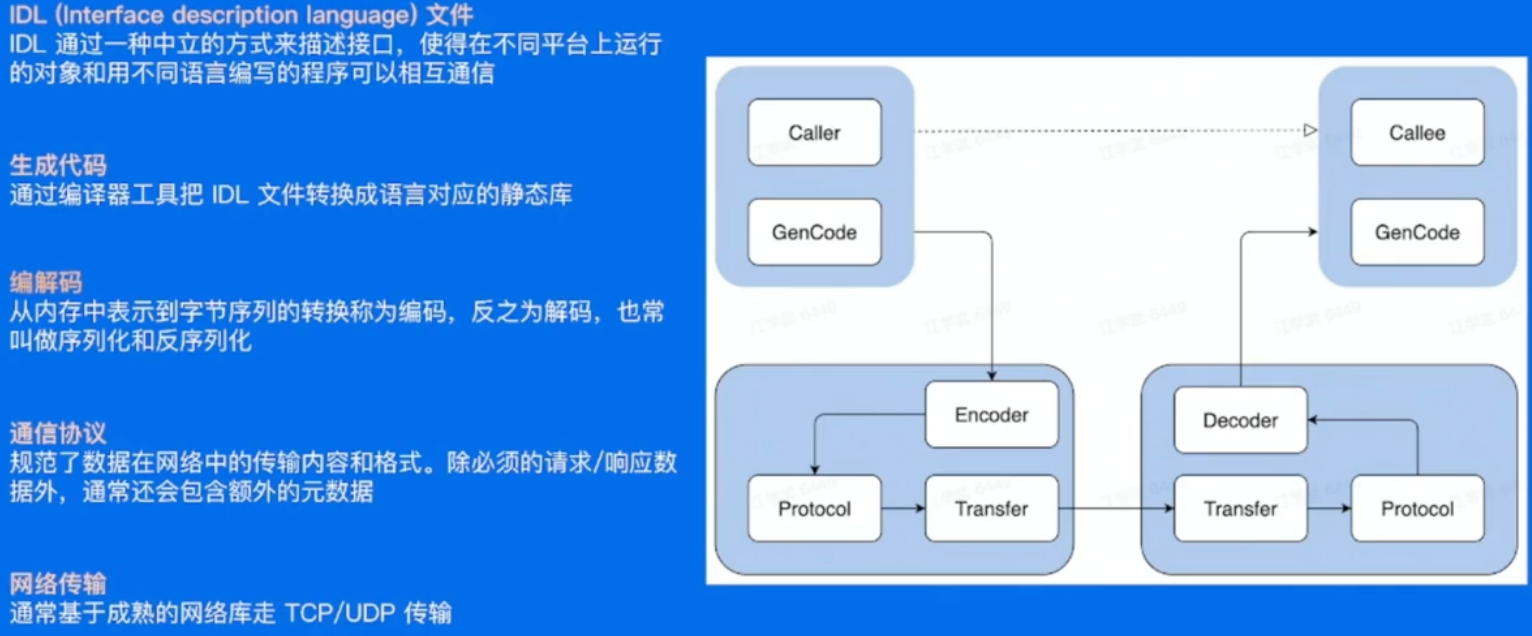 IDL (Interface description language) 文件
IDL 通过一种中立的方式来描述接口，使得在不同平台上运行
的对象和用不同语言编写的程序可以相互通信
生成代码
通过编译器工具把 IDL 文件转换成语言对应的静态库
编解码
从内存中表示到字节序列的转换称为编码，反之为解码，也常
叫做序列化和反序列化
通信协议
规范了数据在网络中的传输内容和格式。除必须的请求/响应数
据外，通常还会包含额外的元数据
网络传输
通常基于成熟的网络库走 TCP/UDP 传输
Caller
Callee
GenCode
GenCode
Encoder
Decoder
Protocol
Transfer
Transfer
Protocol